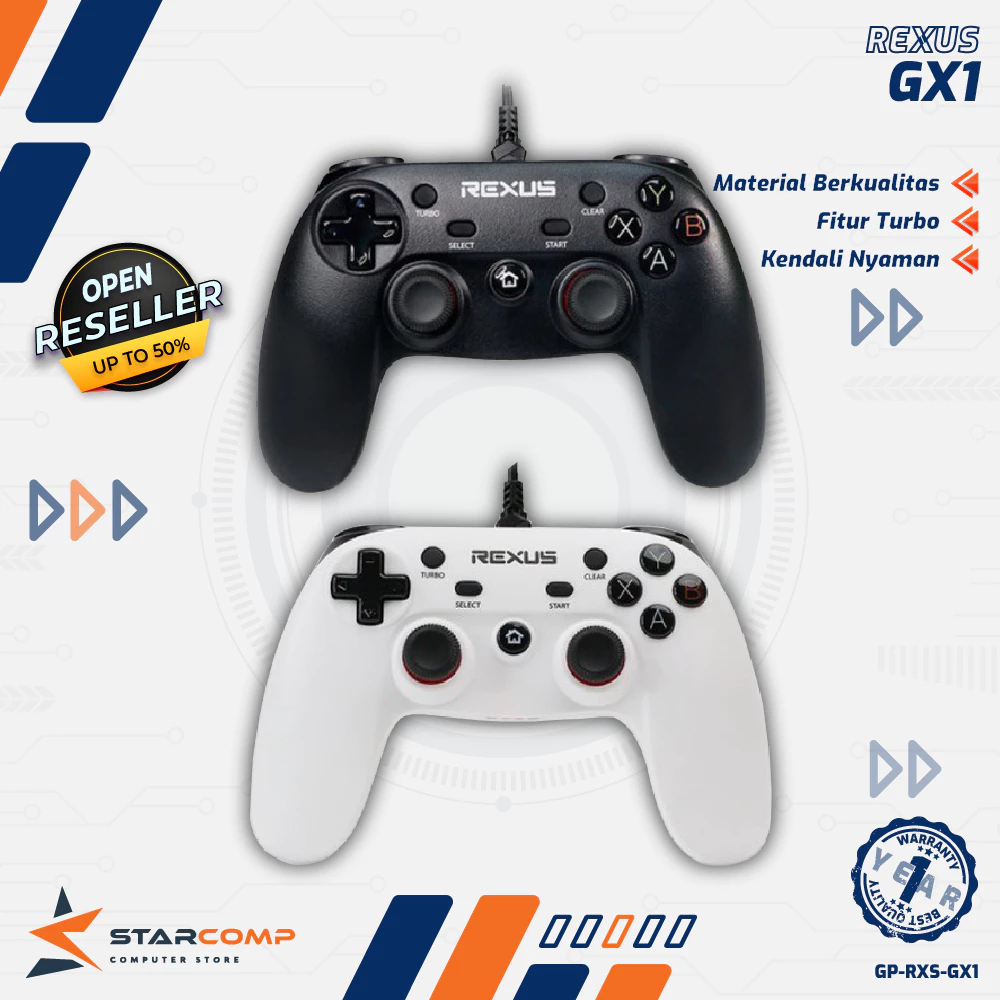 REXUS
GX1
Material Berkualitas
Fitur Turbo
Kendali Nyaman
OPEN
RESELLER
UP TO 50%
REXUS
TURBO
CLEAR
SELECT
START
Y
X
B
A
REXUS
TURBO
CLEAR
SELECT
START
Y
X
B
A
WARRANTY
1
YEAR
BEST QUALITY
STARCOMP
COMPUTER STORE
GP-RXS-GX1